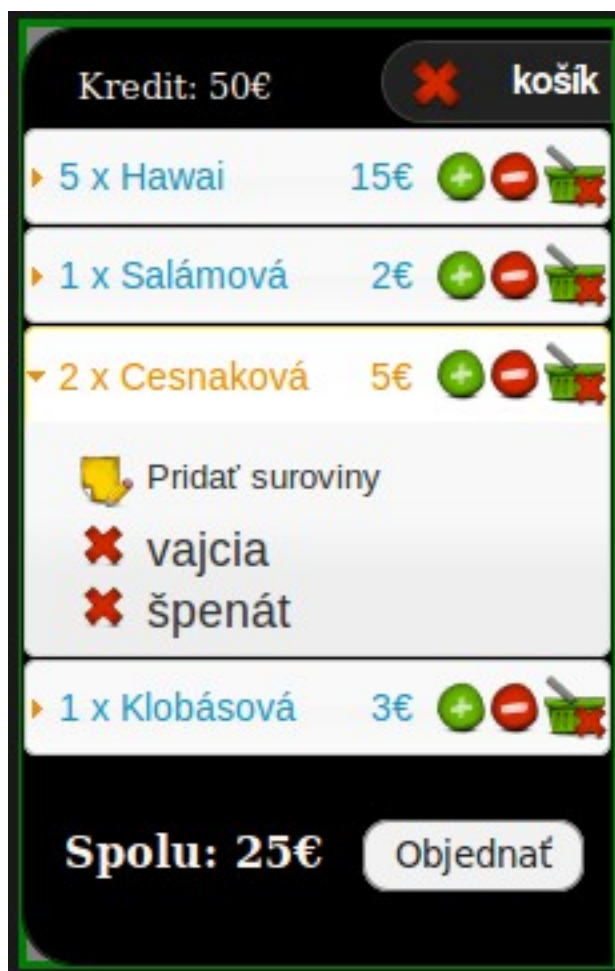 Kredit: 50€
košík
5 x Hawai 15€
1 x Salámová 2€
2 x Cesnaková 5€
Pridať suroviny
vajcia
špenát
1 x Klobásová 3€
Spolu: 25€
Objednať